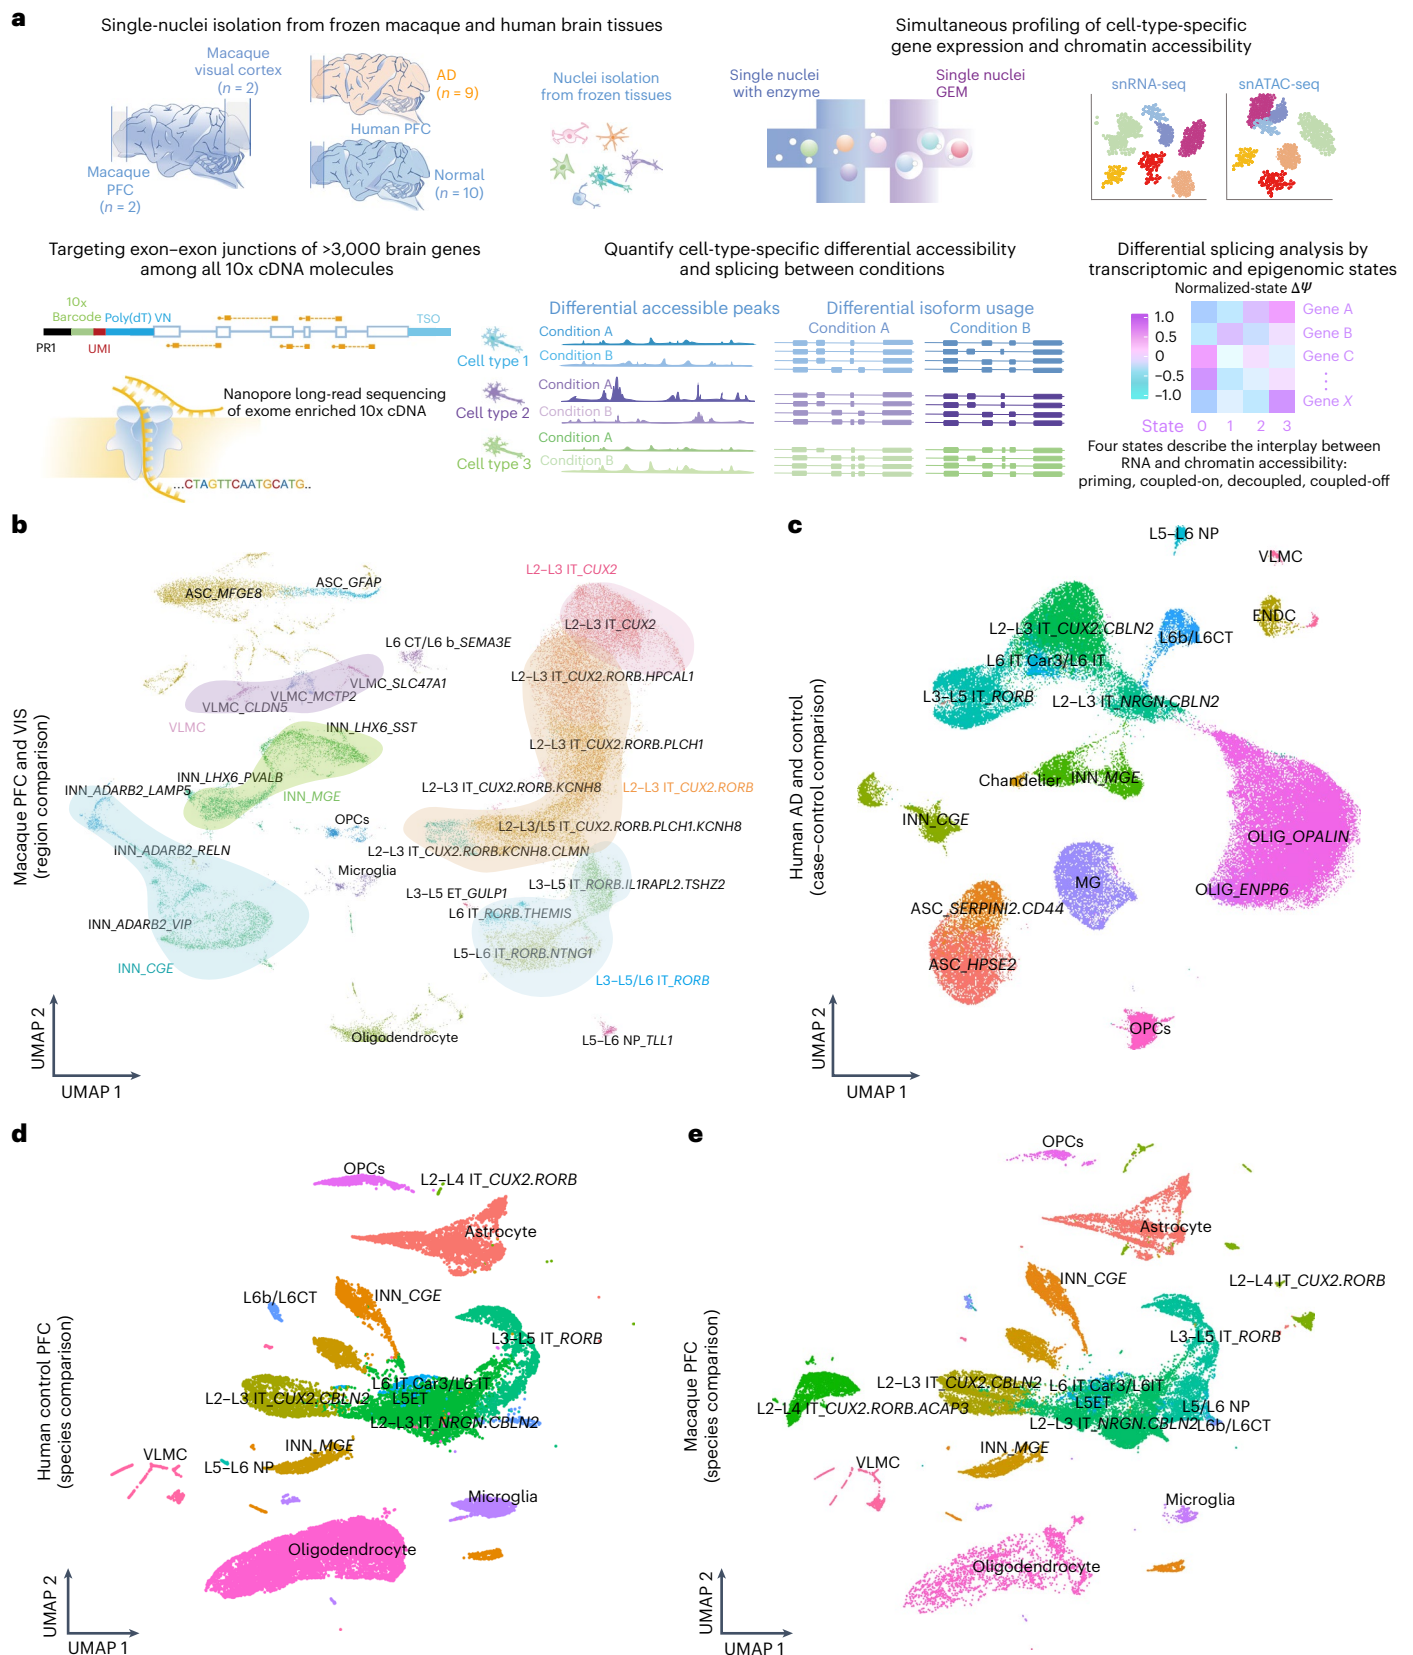 a
Single-nuclei isolation from frozen macaque and human brain tissues
Macaque
visual cortex
(n = 2)
Macaque
PFC
(n = 2)
AD
(n = 9)
Human PFC
Normal
(n = 10)
Nuclei isolation
from frozen tissues
Simultaneous profiling of cell-type-specific
gene expression and chromatin accessibility
Single nuclei
with enzyme
Single nuclei
GEM
snRNA-seq
snATAC-seq
Targeting exon–exon junctions of >3,000 brain genes
among all 10x cDNA molecules
10x
Barcode
Poly(dT) VN
TSO
PR1
UMI
Nanopore long-read sequencing
of exome enriched 10x cDNA
...CTAGTTCAATGCATG..
Quantify cell-type-specific differential accessibility
and splicing between conditions
Differential accessible peaks
Differential isoform usage
Condition A
Condition B
Condition A
Condition B
Cell type 1
Condition A
Condition B
Cell type 2
Condition A
Condition B
Cell type 3
Differential splicing analysis by
transcriptomic and epigenomic states
Normalized-state ΔΨ
1.0
0.5
0
−0.5
−1.0
Gene A
Gene B
Gene C
Gene X
State 0 1 2 3
Four states describe the interplay between
RNA and chromatin accessibility:
priming, coupled-on, decoupled, coupled-off
b
Macaque PFC and VIS
(region comparison)
ASC_MFGE8
ASC_GFAP
L2–L3 IT_CUX2
L2–L3 IT_CUX2
L6 CT/L6 b_SEMA3E
VLMC_SLC47A1
VLMC_MCTP2
VLMC_CLDN5
VLMC
L2–L3 IT_CUX2.RORB.HPCAL1
INN_LHX6_SST
L2–L3 IT_CUX2.RORB.PLCH1
INN_LHX6_PVALB
INN_ADARB2_LAMP5
INN_MGE
L2–L3 IT_CUX2.RORB.KCNH8
L2–L3 IT_CUX2.RORB
OPCs
L2–L3/L5 IT_CUX2.RORB.PLCH1.KCNH8
INN_ADARB2_RELN
L2–L3 IT_CUX2.RORB.KCNH8.CLMN
Microglia
L3–L5 IT_RORB.IL1RAPL2.TSHZ2
L3–L5 ET_GULP1
L6 IT_RORB.THEMIS
INN_ADARB2_VIP
L5–L6 IT_RORB.NTNG1
INN_CGE
L3–L5/L6 IT_RORB
Oligodendrocyte
L5–L6 NP_TLL1
UMAP 2
UMAP 1
c
Human AD and control
(case–control comparison)
L5–L6 NP
VLMC
ENDC
L2–L3 IT_CUX2.CBLN2
L6b/L6CT
L6 IT Car3/L6 IT
L3–L5 IT_RORB
L2–L3 IT_NRGN.CBLN2
Chandelier
INN_MGE
INN_CGE
OLIG_OPALIN
MG
OLIG_ENPP6
ASC_SERPINI2.CD44
ASC_HPSE2
OPCs
UMAP 2
UMAP 1
d
Human control PFC
(species comparison)
OPCs
L2–L4 IT_CUX2.RORB
Astrocyte
L6b/L6CT
INN_CGE
L3–L5 IT_RORB
L6 IT Car3/L6 IT
L2–L3 IT_CUX2.CBLN2
L5ET
L2–L3 IT_NRGN.CBLN2
INN_MGE
VLMC
L5–L6 NP
Microglia
Oligodendrocyte
UMAP 2
UMAP 1
e
Macaque PFC
(species comparison)
OPCs
Astrocyte
INN_CGE
L2–L4 IT_CUX2.RORB
L3–L5 IT_RORB
L2–L3 IT_CUX2.CBLN2
L6 IT Car3/L6IT
L5ET
L2–L4 IT_CUX2.RORB.ACAP3
L5/L6 NP
L2–L3 IT_NRGN.CBLN2
L6b/L6CT
INN_MGE
VLMC
Microglia
Oligodendrocyte
UMAP 2
UMAP 1